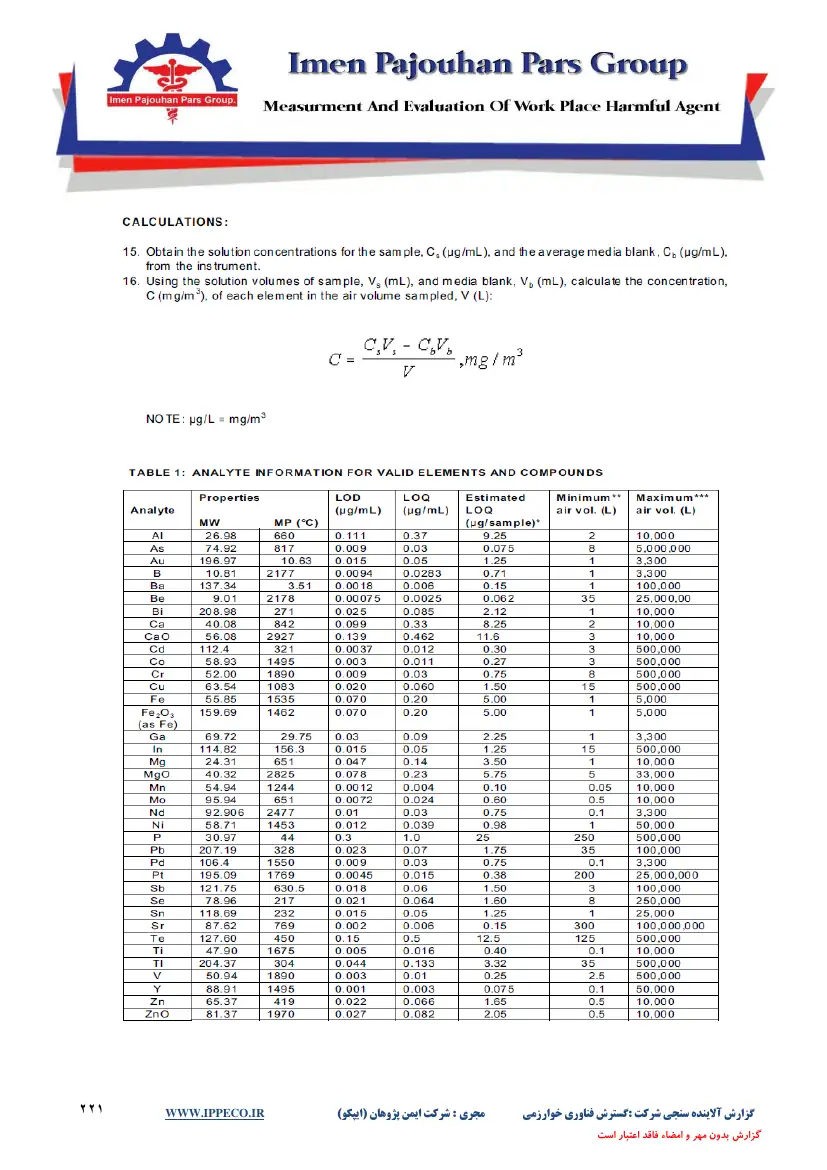 Imen Pajouhan Pars Group
Imen Pajouhan Pars Group.
Measurment And Evaluation Of Work Place Harmful Agent
CALCULATIONS:
15. Obtain the solution concentrations for the sample, Cs (µg/mL), and the average media blank, Cb (µg/mL),
from the instrument.
16. Using the solution volumes of sample, Vs (mL), and media blank, Vb (mL), calculate the concentration,
C (mg/m³), of each element in the air volume sampled, V (L):
C = (CsVs - CbVb) / V ,mg / m³
NOTE: µg/L = mg/m³
TABLE 1: ANALYTE INFORMATION FOR VALID ELEMENTS AND COMPOUNDS
Analyte | Properties MW MP (°C) | LOD (µg/mL) | LOQ (µg/mL) | Estimated LOQ (µg/sample)* | Minimum** air vol. (L) | Maximum*** air vol. (L)
Al 26.98 660 0.111 0.37 9.25 2 10,000
As 74.92 817 0.009 0.03 0.075 8 5,000,000
Au 196.97 10.63 0.015 0.05 1.25 1 3,300
B 10.81 2177 0.0094 0.0283 0.71 1 3,300
Ba 137.34 3.51 0.0018 0.006 0.15 1 100,000
Be 9.01 2178 0.00075 0.0025 0.062 35 25,000,00
Bi 208.98 271 0.025 0.085 2.12 1 10,000
Ca 40.08 842 0.099 0.33 8.25 2 10,000
CaO 56.08 2927 0.139 0.462 11.6 3 10,000
Cd 112.4 321 0.0037 0.012 0.30 3 500,000
Co 58.93 1495 0.003 0.011 0.27 3 500,000
Cr 52.00 1890 0.009 0.03 0.75 8 500,000
Cu 63.54 1083 0.020 0.060 1.50 15 500,000
Fe 55.85 1535 0.070 0.20 5.00 1 5,000
Fe₂O₃ (as Fe) 159.69 1462 0.070 0.20 5.00 1 5,000
Ga 69.72 29.75 0.03 0.09 2.25 1 3,300
In 114.82 156.3 0.015 0.05 1.25 15 500,000
Mg 24.31 651 0.047 0.14 3.50 1 10,000
MgO 40.32 2825 0.078 0.23 5.75 5 33,000
Mn 54.94 1244 0.0012 0.004 0.10 0.05 10,000
Mo 95.94 651 0.0072 0.024 0.60 0.5 10,000
Nd 92.906 2477 0.01 0.03 0.75 0.1 3,300
Ni 58.71 1453 0.012 0.039 0.98 1 50,000
P 30.97 44 0.3 1.0 25 250 500,000
Pb 207.19 328 0.023 0.07 1.75 35 100,000
Pd 106.4 1550 0.009 0.03 0.75 0.1 3,300
Pt 195.09 1769 0.0045 0.015 0.38 200 25,000,000
Sb 121.75 630.5 0.018 0.06 1.50 3 100,000
Se 78.96 217 0.021 0.064 1.60 8 250,000
Sn 118.69 232 0.015 0.05 1.25 1 25,000
Sr 87.62 769 0.002 0.006 0.15 300 100,000,000
Te 127.60 450 0.15 0.5 12.5 125 500,000
Ti 47.90 1675 0.005 0.016 0.40 0.1 10,000
Tl 204.37 304 0.044 0.133 3.32 35 500,000
V 50.94 1890 0.003 0.01 0.25 2.5 500,000
Y 88.91 1495 0.001 0.003 0.075 0.1 50,000
Zn 65.37 419 0.022 0.066 1.65 0.5 10,000
ZnO 81.37 1970 0.027 0.082 2.05 0.5 10,000
گزارش آلاینده سنجی شرکت :گسترش فناوری خوارزمی مجری : شرکت ایمن پژوهان (ایپکو) WWW.IPPECO.IR ۲۲۱
گزارش بدون مهر و امضاء فاقد اعتبار است